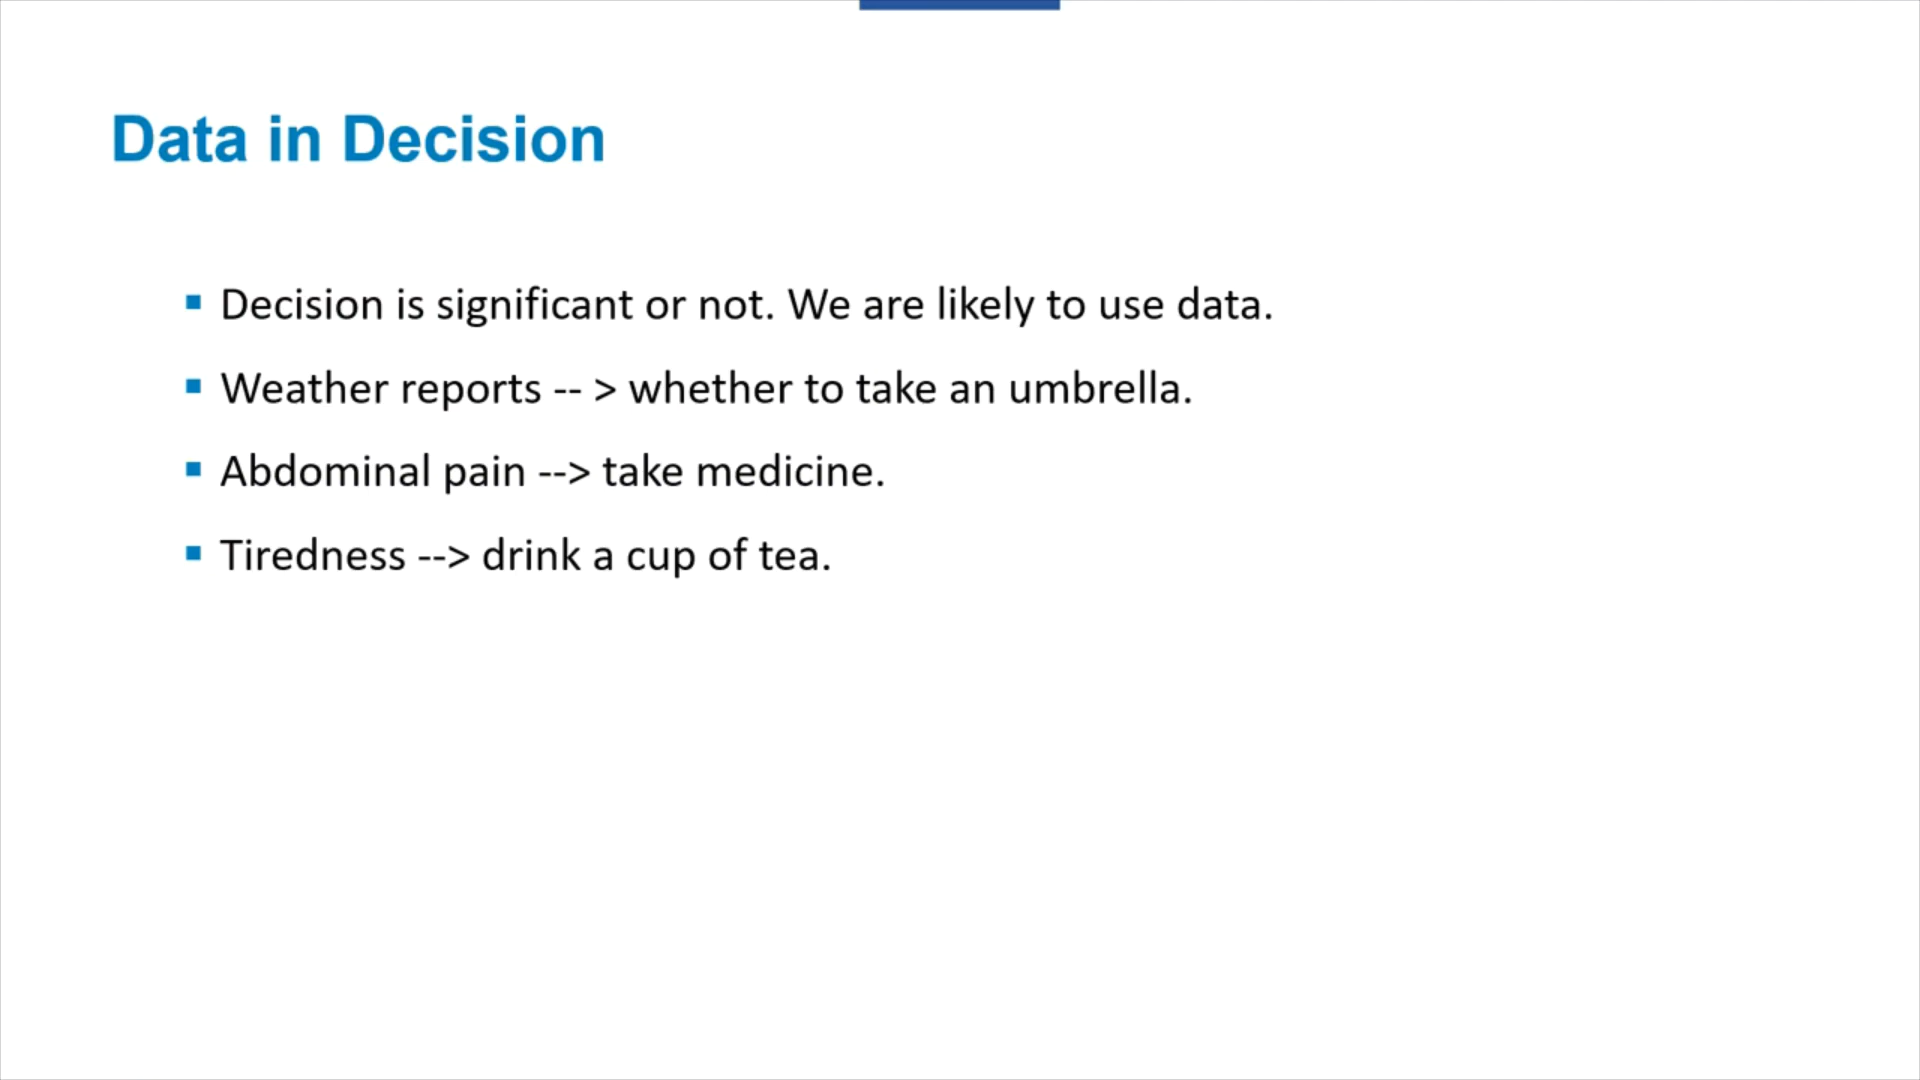 Data in Decision
▪ Decision is significant or not. We are likely to use data.
▪ Weather reports -- > whether to take an umbrella.
▪ Abdominal pain --> take medicine.
▪ Tiredness --> drink a cup of tea.